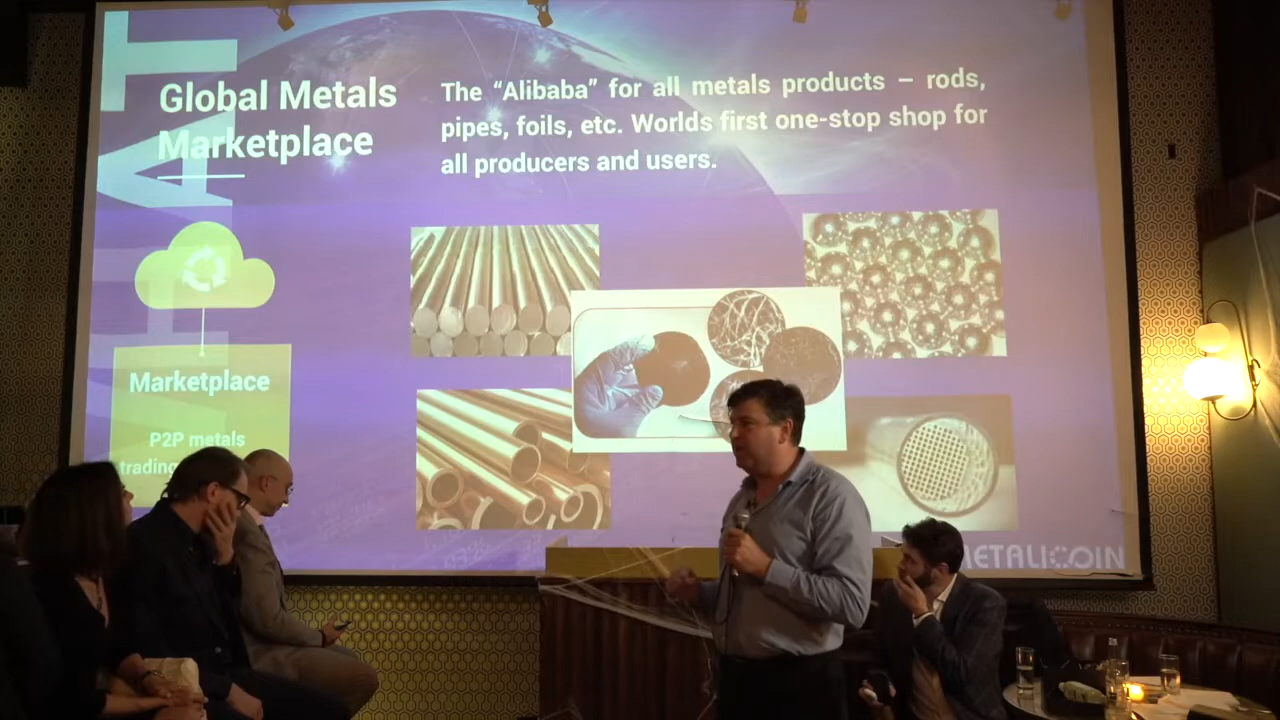 Global Metals
Marketplace
The “Alibaba” for all metals products – rods,
pipes, foils, etc. Worlds first one-stop shop for
all producers and users.
Marketplace
P2P metals
trading
METALICOIN